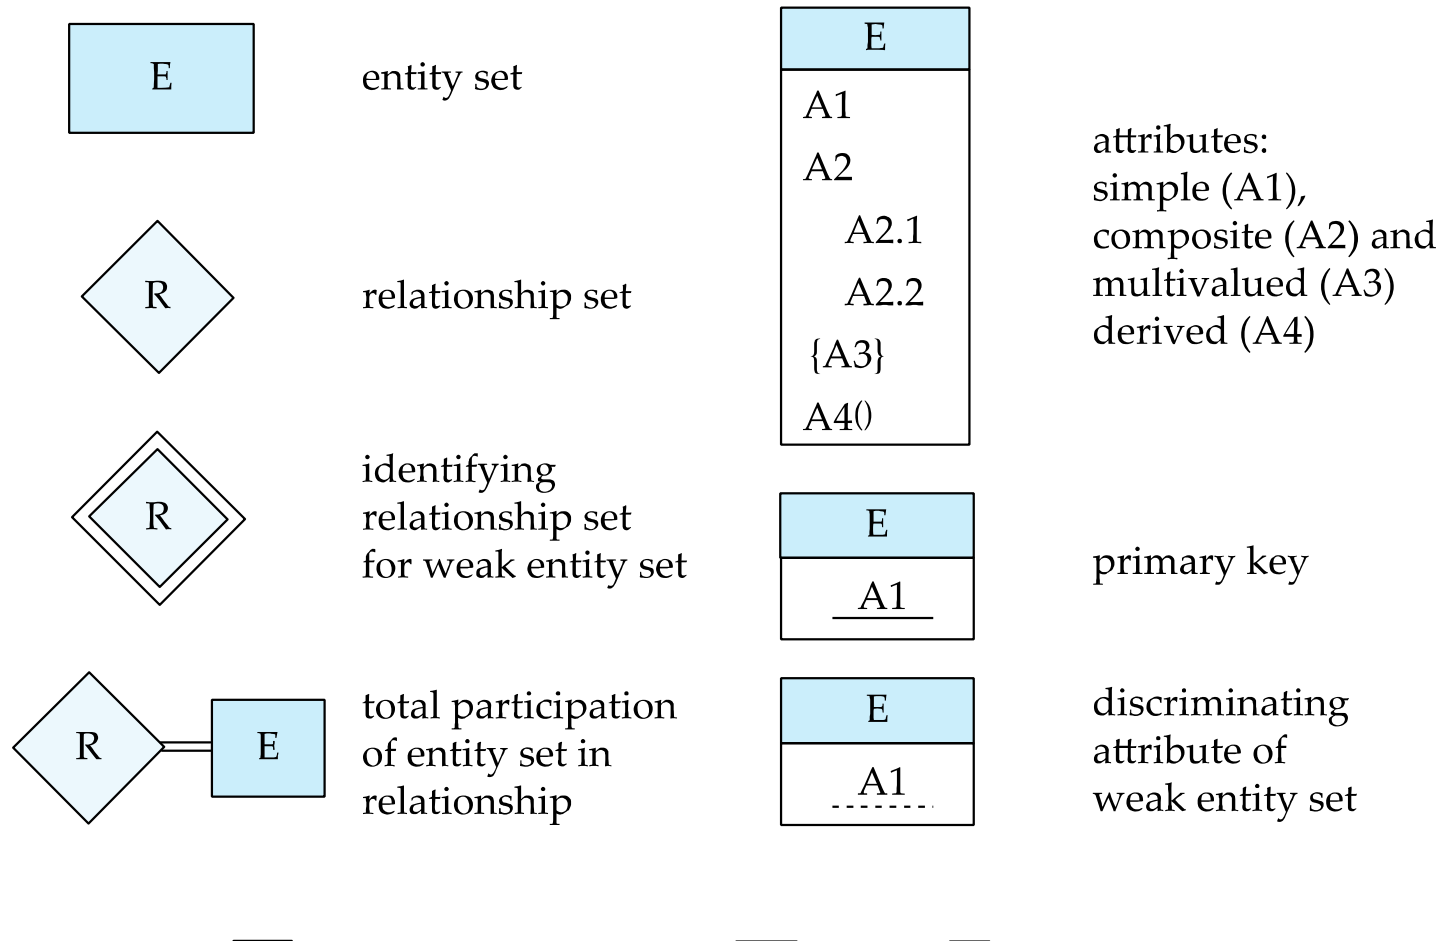 E
entity set
R
relationship set
R
identifying
relationship set
for weak entity set
R
E
total participation
of entity set in
relationship
E
A1
A2
A2.1
A2.2
{A3}
A4()
attributes:
simple (A1),
composite (A2) and
multivalued (A3)
derived (A4)
E
A1
primary key
E
A1
discriminating
attribute of
weak entity set